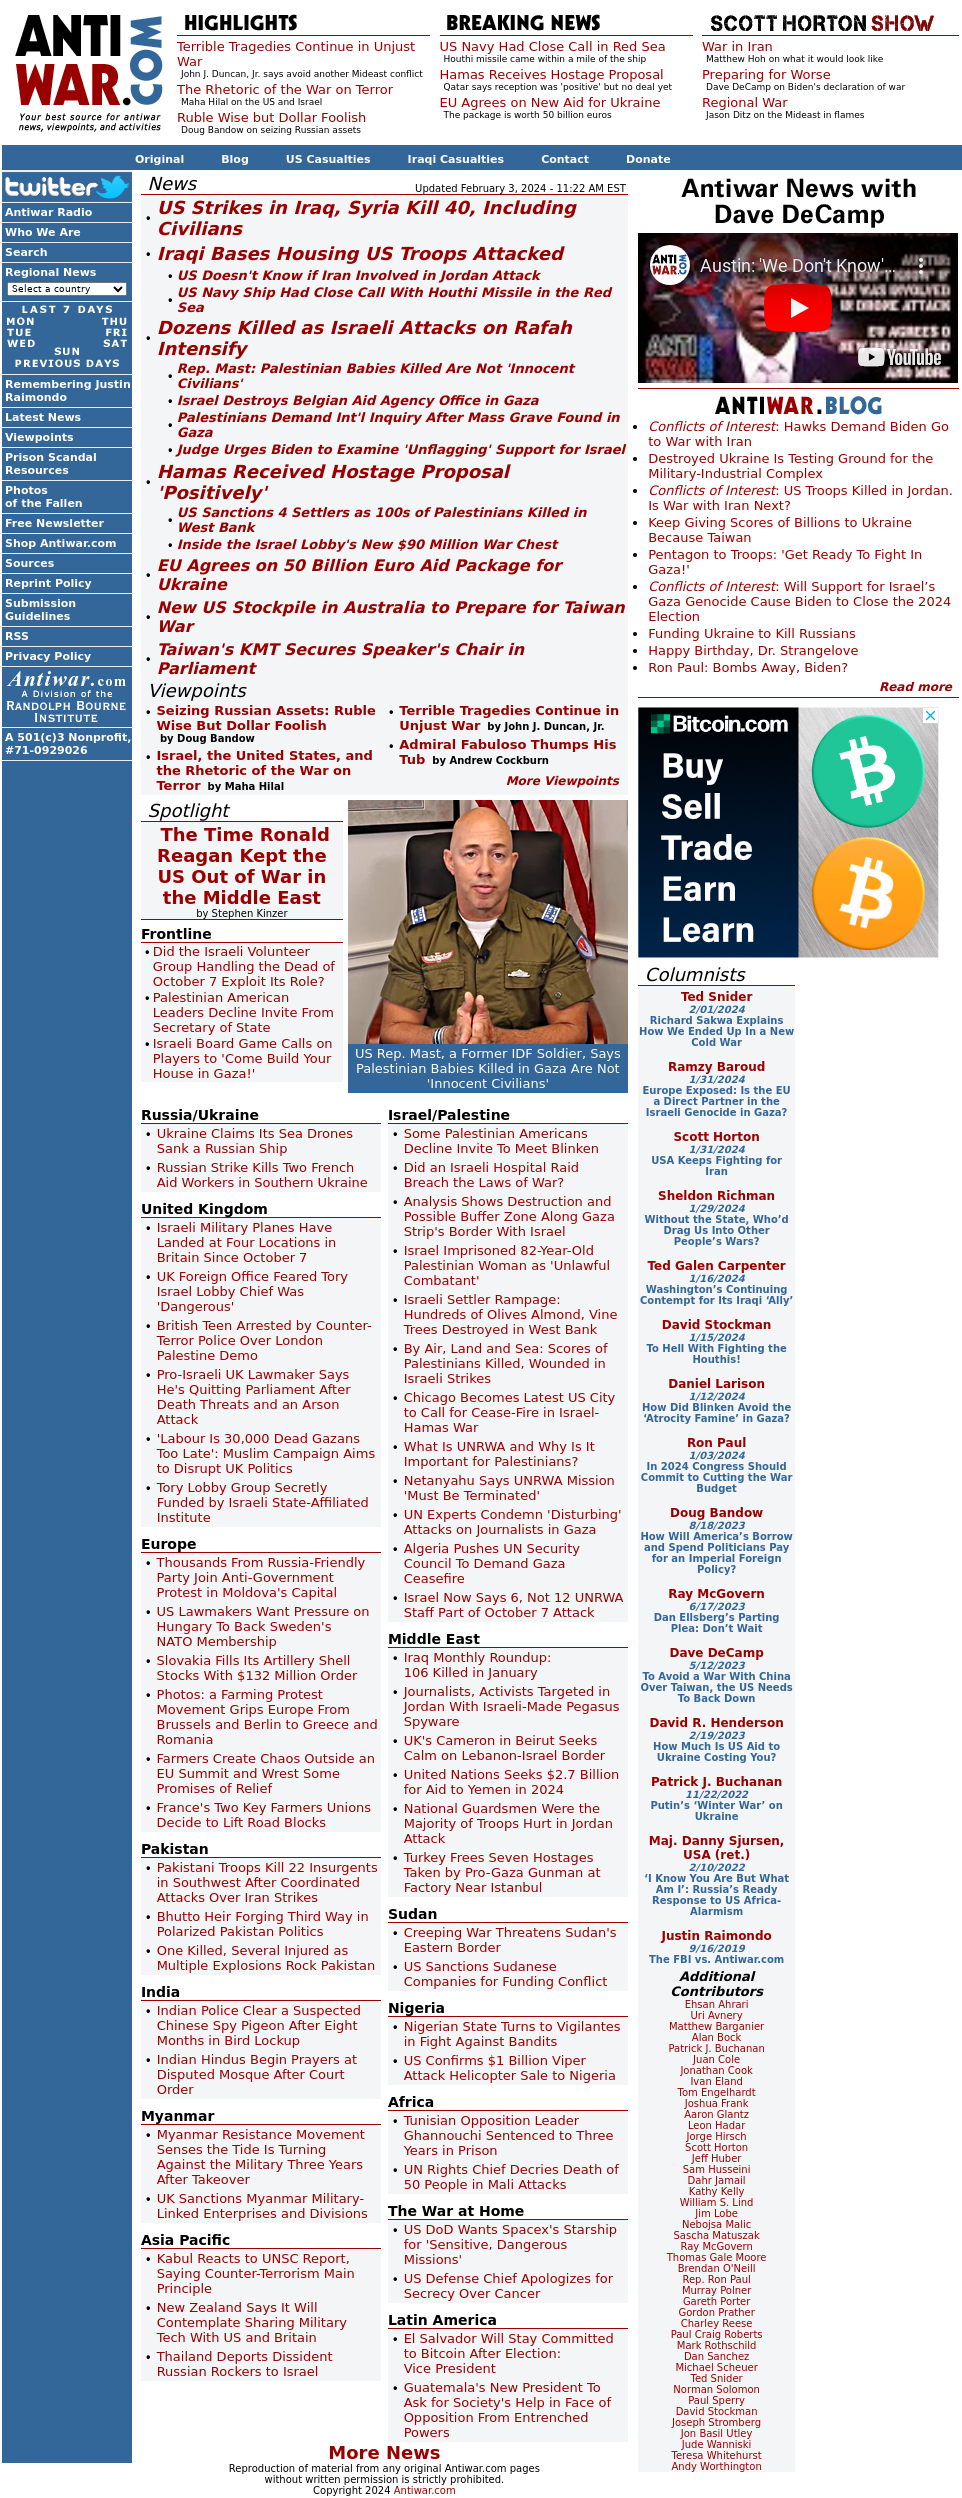 ANTI
WAR.COM
Your best source for antiwar
news, viewpoints, and activities
HIGHLIGHTS
Terrible Tragedies Continue in Unjust
War
John J. Duncan, Jr. says avoid another Mideast conflict
The Rhetoric of the War on Terror
Maha Hilal on the US and Israel
Ruble Wise but Dollar Foolish
Doug Bandow on seizing Russian assets
BREAKING NEWS
US Navy Had Close Call in Red Sea
Houthi missile came within a mile of the ship
Hamas Receives Hostage Proposal
Qatar says reception was 'positive' but no deal yet
EU Agrees on New Aid for Ukraine
The package is worth 50 billion euros
SCOTT HORTON SHOW
War in Iran
Matthew Hoh on what it would look like
Preparing for Worse
Dave DeCamp on Biden's declaration of war
Regional War
Jason Ditz on the Mideast in flames
Original Blog US Casualties Iraqi Casualties Contact Donate
twitter
Antiwar Radio
Who We Are
Search
Regional News
Select a country
LAST 7 DAYS
MON THU
TUE FRI
WED SAT
SUN
PREVIOUS DAYS
Remembering Justin
Raimondo
Latest News
Viewpoints
Prison Scandal
Resources
Photos
of the Fallen
Free Newsletter
Shop Antiwar.com
Sources
Reprint Policy
Submission
Guidelines
RSS
Privacy Policy
Antiwar.com
A Division of the
RANDOLPH BOURNE
INSTITUTE
A 501(c)3 Nonprofit,
#71-0929026
News
Updated February 3, 2024 - 11:22 AM EST
US Strikes in Iraq, Syria Kill 40, Including
Civilians
Iraqi Bases Housing US Troops Attacked
US Doesn't Know if Iran Involved in Jordan Attack
US Navy Ship Had Close Call With Houthi Missile in the Red
Sea
Dozens Killed as Israeli Attacks on Rafah
Intensify
Rep. Mast: Palestinian Babies Killed Are Not 'Innocent
Civilians'
Israel Destroys Belgian Aid Agency Office in Gaza
Palestinians Demand Int'l Inquiry After Mass Grave Found in
Gaza
Judge Urges Biden to Examine 'Unflagging' Support for Israel
Hamas Received Hostage Proposal
'Positively'
US Sanctions 4 Settlers as 100s of Palestinians Killed in
West Bank
Inside the Israel Lobby's New $90 Million War Chest
EU Agrees on 50 Billion Euro Aid Package for
Ukraine
New US Stockpile in Australia to Prepare for Taiwan
War
Taiwan's KMT Secures Speaker's Chair in
Parliament
Viewpoints
Seizing Russian Assets: Ruble
Wise But Dollar Foolish
by Doug Bandow
Israel, the United States, and
the Rhetoric of the War on
Terror by Maha Hilal
Terrible Tragedies Continue in
Unjust War by John J. Duncan, Jr.
Admiral Fabuloso Thumps His
Tub by Andrew Cockburn
More Viewpoints
Spotlight
The Time Ronald
Reagan Kept the
US Out of War in
the Middle East
by Stephen Kinzer
Frontline
Did the Israeli Volunteer
Group Handling the Dead of
October 7 Exploit Its Role?
Palestinian American
Leaders Decline Invite From
Secretary of State
Israeli Board Game Calls on
Players to 'Come Build Your
House in Gaza!'
US Rep. Mast, a Former IDF Soldier, Says
Palestinian Babies Killed in Gaza Are Not
'Innocent Civilians'
Russia/Ukraine
Ukraine Claims Its Sea Drones
Sank a Russian Ship
Russian Strike Kills Two French
Aid Workers in Southern Ukraine
United Kingdom
Israeli Military Planes Have
Landed at Four Locations in
Britain Since October 7
UK Foreign Office Feared Tory
Israel Lobby Chief Was
'Dangerous'
British Teen Arrested by Counter-
Terror Police Over London
Palestine Demo
Pro-Israeli UK Lawmaker Says
He's Quitting Parliament After
Death Threats and an Arson
Attack
'Labour Is 30,000 Dead Gazans
Too Late': Muslim Campaign Aims
to Disrupt UK Politics
Tory Lobby Group Secretly
Funded by Israeli State-Affiliated
Institute
Europe
Thousands From Russia-Friendly
Party Join Anti-Government
Protest in Moldova's Capital
US Lawmakers Want Pressure on
Hungary To Back Sweden's
NATO Membership
Slovakia Fills Its Artillery Shell
Stocks With $132 Million Order
Photos: a Farming Protest
Movement Grips Europe From
Brussels and Berlin to Greece and
Romania
Farmers Create Chaos Outside an
EU Summit and Wrest Some
Promises of Relief
France's Two Key Farmers Unions
Decide to Lift Road Blocks
Pakistan
Pakistani Troops Kill 22 Insurgents
in Southwest After Coordinated
Attacks Over Iran Strikes
Bhutto Heir Forging Third Way in
Polarized Pakistan Politics
One Killed, Several Injured as
Multiple Explosions Rock Pakistan
India
Indian Police Clear a Suspected
Chinese Spy Pigeon After Eight
Months in Bird Lockup
Indian Hindus Begin Prayers at
Disputed Mosque After Court
Order
Myanmar
Myanmar Resistance Movement
Senses the Tide Is Turning
Against the Military Three Years
After Takeover
UK Sanctions Myanmar Military-
Linked Enterprises and Divisions
Asia Pacific
Kabul Reacts to UNSC Report,
Saying Counter-Terrorism Main
Principle
New Zealand Says It Will
Contemplate Sharing Military
Tech With US and Britain
Thailand Deports Dissident
Russian Rockers to Israel
Israel/Palestine
Some Palestinian Americans
Decline Invite To Meet Blinken
Did an Israeli Hospital Raid
Breach the Laws of War?
Analysis Shows Destruction and
Possible Buffer Zone Along Gaza
Strip's Border With Israel
Israel Imprisoned 82-Year-Old
Palestinian Woman as 'Unlawful
Combatant'
Israeli Settler Rampage:
Hundreds of Olives Almond, Vine
Trees Destroyed in West Bank
By Air, Land and Sea: Scores of
Palestinians Killed, Wounded in
Israeli Strikes
Chicago Becomes Latest US City
to Call for Cease-Fire in Israel-
Hamas War
What Is UNRWA and Why Is It
Important for Palestinians?
Netanyahu Says UNRWA Mission
'Must Be Terminated'
UN Experts Condemn 'Disturbing'
Attacks on Journalists in Gaza
Algeria Pushes UN Security
Council To Demand Gaza
Ceasefire
Israel Now Says 6, Not 12 UNRWA
Staff Part of October 7 Attack
Middle East
Iraq Monthly Roundup:
106 Killed in January
Journalists, Activists Targeted in
Jordan With Israeli-Made Pegasus
Spyware
UK's Cameron in Beirut Seeks
Calm on Lebanon-Israel Border
United Nations Seeks $2.7 Billion
for Aid to Yemen in 2024
National Guardsmen Were the
Majority of Troops Hurt in Jordan
Attack
Turkey Frees Seven Hostages
Taken by Pro-Gaza Gunman at
Factory Near Istanbul
Sudan
Creeping War Threatens Sudan's
Eastern Border
US Sanctions Sudanese
Companies for Funding Conflict
Nigeria
Nigerian State Turns to Vigilantes
in Fight Against Bandits
US Confirms $1 Billion Viper
Attack Helicopter Sale to Nigeria
Africa
Tunisian Opposition Leader
Ghannouchi Sentenced to Three
Years in Prison
UN Rights Chief Decries Death of
50 People in Mali Attacks
The War at Home
US DoD Wants Spacex's Starship
for 'Sensitive, Dangerous
Missions'
US Defense Chief Apologizes for
Secrecy Over Cancer
Latin America
El Salvador Will Stay Committed
to Bitcoin After Election:
Vice President
Guatemala's New President To
Ask for Society's Help in Face of
Opposition From Entrenched
Powers
More News
Reproduction of material from any original Antiwar.com pages
without written permission is strictly prohibited.
Copyright 2024 Antiwar.com
Antiwar News with
Dave DeCamp
ANTI
WAR.COM
Austin: 'We Don't Know'...
YouTube
ANTIWAR.BLOG
Conflicts of Interest: Hawks Demand Biden Go
to War with Iran
Destroyed Ukraine Is Testing Ground for the
Military-Industrial Complex
Conflicts of Interest: US Troops Killed in Jordan.
Is War with Iran Next?
Keep Giving Scores of Billions to Ukraine
Because Taiwan
Pentagon to Troops: 'Get Ready To Fight In
Gaza!'
Conflicts of Interest: Will Support for Israel’s
Gaza Genocide Cause Biden to Close the 2024
Election
Funding Ukraine to Kill Russians
Happy Birthday, Dr. Strangelove
Ron Paul: Bombs Away, Biden?
Read more
Bitcoin.com
Buy
Sell
Trade
Earn
Learn
Columnists
Ted Snider
2/01/2024
Richard Sakwa Explains
How We Ended Up In a New
Cold War
Ramzy Baroud
1/31/2024
Europe Exposed: Is the EU
a Direct Partner in the
Israeli Genocide in Gaza?
Scott Horton
1/31/2024
USA Keeps Fighting for
Iran
Sheldon Richman
1/29/2024
Without the State, Who’d
Drag Us Into Other
People’s Wars?
Ted Galen Carpenter
1/16/2024
Washington’s Continuing
Contempt for Its Iraqi ‘Ally’
David Stockman
1/15/2024
To Hell With Fighting the
Houthis!
Daniel Larison
1/12/2024
How Did Blinken Avoid the
‘Atrocity Famine’ in Gaza?
Ron Paul
1/03/2024
In 2024 Congress Should
Commit to Cutting the War
Budget
Doug Bandow
8/18/2023
How Will America’s Borrow
and Spend Politicians Pay
for an Imperial Foreign
Policy?
Ray McGovern
6/17/2023
Dan Ellsberg’s Parting
Plea: Don’t Wait
Dave DeCamp
5/12/2023
To Avoid a War With China
Over Taiwan, the US Needs
To Back Down
David R. Henderson
2/19/2023
How Much Is US Aid to
Ukraine Costing You?
Patrick J. Buchanan
11/22/2022
Putin’s ‘Winter War’ on
Ukraine
Maj. Danny Sjursen,
USA (ret.)
2/10/2022
‘I Know You Are But What
Am I’: Russia’s Ready
Response to US Africa-
Alarmism
Justin Raimondo
9/16/2019
The FBI vs. Antiwar.com
Additional
Contributors
Ehsan Ahrari
Uri Avnery
Matthew Barganier
Alan Bock
Patrick J. Buchanan
Juan Cole
Jonathan Cook
Ivan Eland
Tom Engelhardt
Joshua Frank
Aaron Glantz
Leon Hadar
Jorge Hirsch
Scott Horton
Jeff Huber
Sam Husseini
Dahr Jamail
Kathy Kelly
William S. Lind
Jim Lobe
Nebojsa Malic
Sascha Matuszak
Ray McGovern
Thomas Gale Moore
Brendan O'Neill
Rep. Ron Paul
Murray Polner
Gareth Porter
Gordon Prather
Charley Reese
Paul Craig Roberts
Mark Rothschild
Dan Sanchez
Michael Scheuer
Ted Snider
Norman Solomon
Paul Sperry
David Stockman
Joseph Stromberg
Jon Basil Utley
Jude Wanniski
Teresa Whitehurst
Andy Worthington